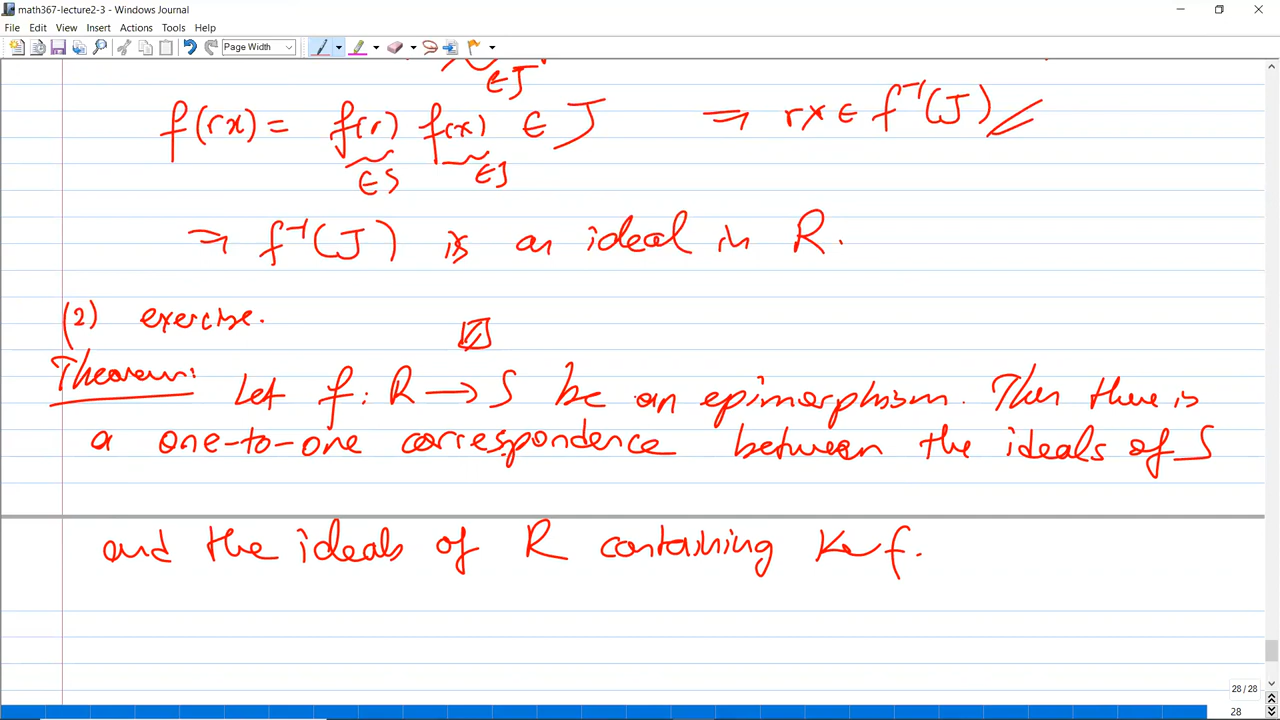 math367-lecture2-3 - Windows Journal
File Edit View Insert Actions Tools Help
Page Width
∈J
f(rx) = f(r) f(x) ∈ J ⇒ rx ∈ f⁻¹(J)
∈S ∈J
⇒ f⁻¹(J) is an ideal in R.
(2) exercise.
Theorem: Let f: R → S be an epimorphism. Then there is
a one-to-one correspondence between the ideals of S
and the ideals of R containing Ker f.
28 / 28
28